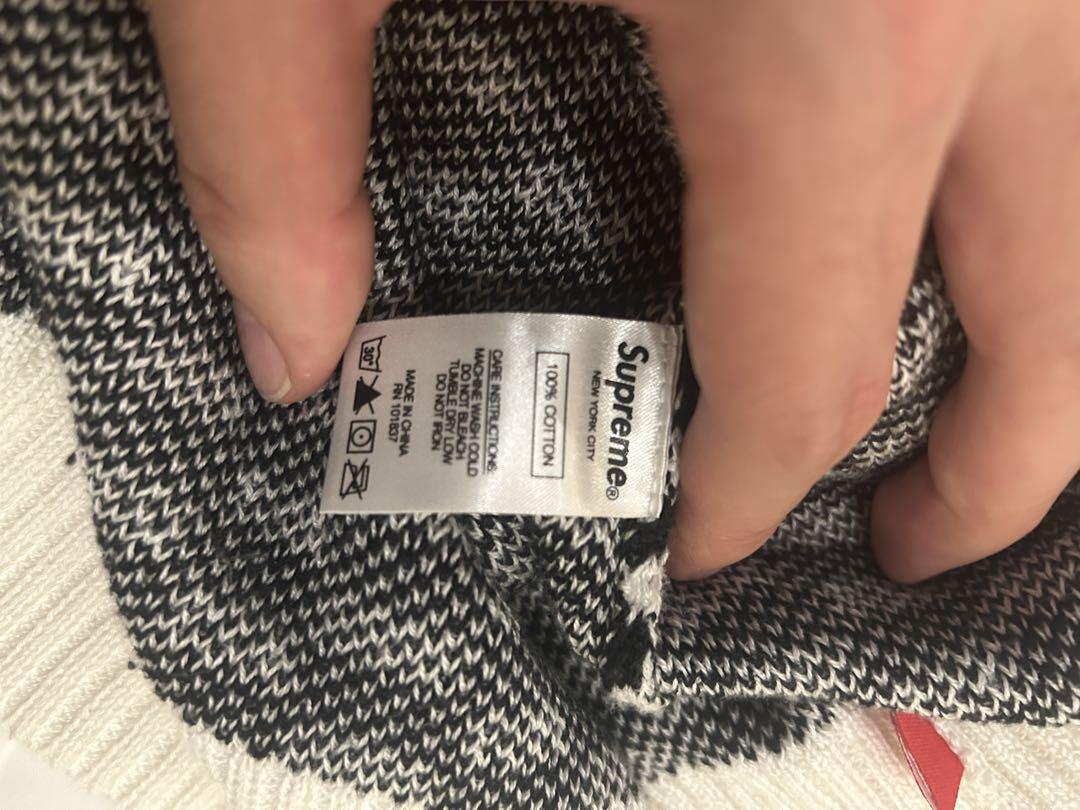 Supreme®
NEW YORK CITY
100% COTTON
CARE INSTRUCTIONS:
MACHINE WASH COLD
DO NOT BLEACH
TUMBLE DRY LOW
DO NOT IRON
MADE IN CHINA
RN 101837
30°